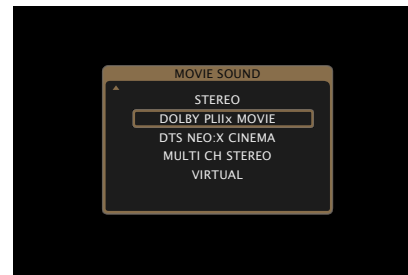 MOVIE SOUND
STEREO
DOLBY PLIIx MOVIE
DTS NEO:X CINEMA
MULTI CH STEREO
VIRTUAL